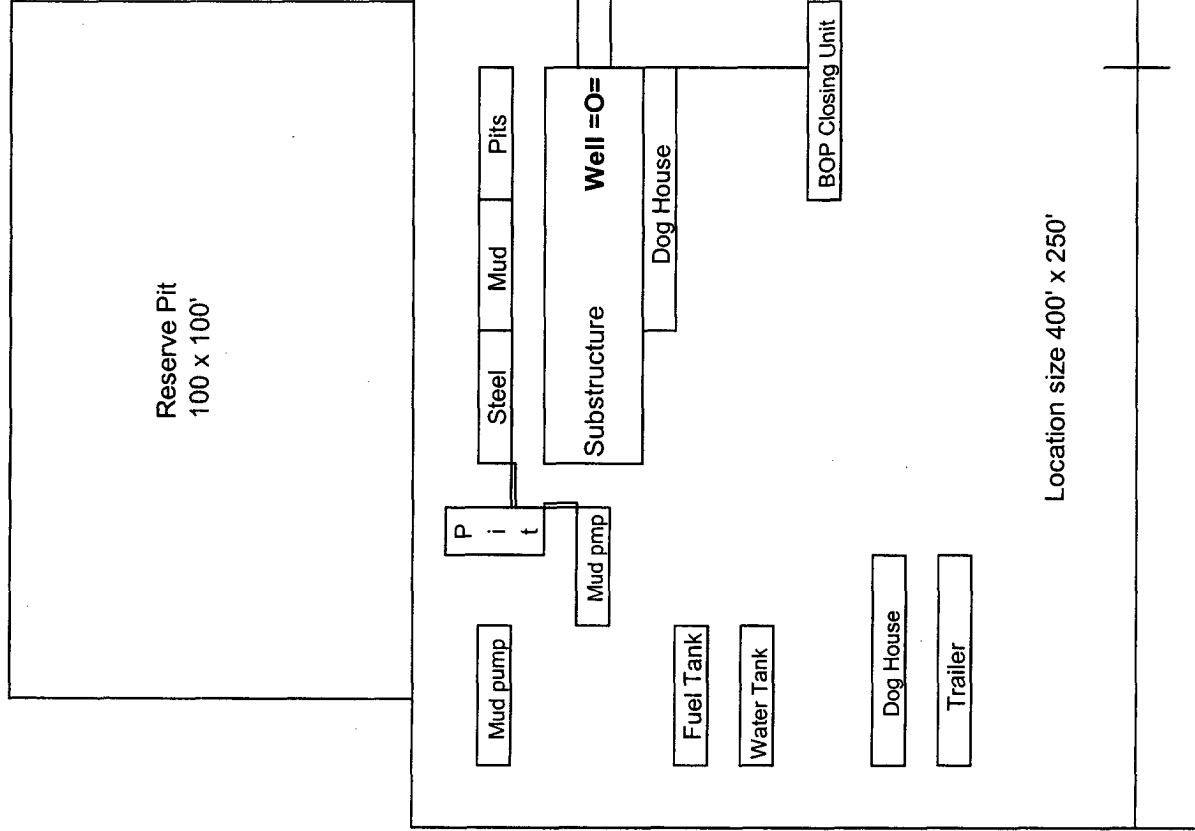 Reserve Pit
100 x 100'
Steel Mud Pits
P
i
t
Substructure Well =O=
Mud pump
Mud pmp
Dog House
BOP Closing Unit
Fuel Tank
Water Tank
Dog House
Trailer
Location size 400' x 250'